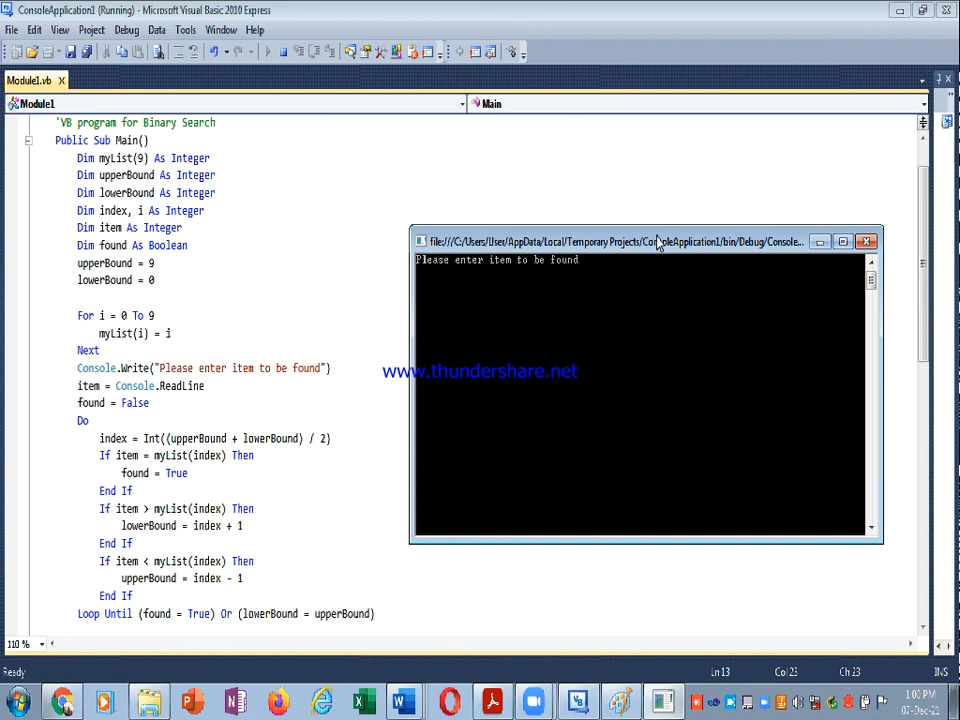 ConsoleApplication1 (Running) - Microsoft Visual Basic 2010 Express
File Edit View Project Debug Data Tools Window Help
Module1.vb X
Module1 Main
'VB program for Binary Search
Public Sub Main()
Dim myList(9) As Integer
Dim upperBound As Integer
Dim lowerBound As Integer
Dim index, i As Integer
Dim item As Integer
Dim found As Boolean
upperBound = 9
lowerBound = 0
For i = 0 To 9
myList(i) = i
Next
Console.Write("Please enter item to be found")
item = Console.ReadLine
found = False
Do
index = Int((upperBound + lowerBound) / 2)
If item = myList(index) Then
found = True
End If
If item > myList(index) Then
lowerBound = index + 1
End If
If item < myList(index) Then
upperBound = index - 1
End If
Loop Until (found = True) Or (lowerBound = upperBound)
file:///C:/Users/User/AppData/Local/Temporary Projects/ConsoleApplication1/bin/Debug/Console...
Please enter item to be found
www.thundershare.net
110 %
Ready Ln 13 Col 23 Ch 23 INS
1:00 PM
07-Dec-21